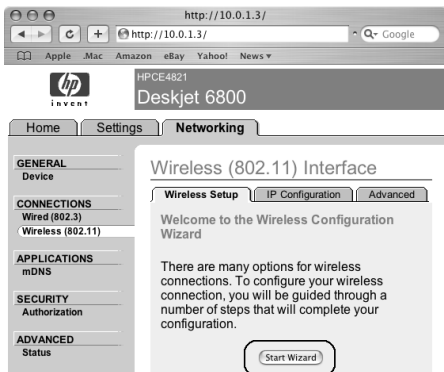 http://10.0.1.3/
http://10.0.1.3/
Google
Apple .Mac Amazon eBay Yahoo! News
hp
invent
HPCE4821
Deskjet 6800
Home Settings Networking
GENERAL
Device
CONNECTIONS
Wired (802.3)
Wireless (802.11)
APPLICATIONS
mDNS
SECURITY
Authorization
ADVANCED
Status
Wireless (802.11) Interface
Wireless Setup IP Configuration Advanced
Welcome to the Wireless Configuration
Wizard
There are many options for wireless
connections. To configure your wireless
connection, you will be guided through a
number of steps that will complete your
configuration.
Start Wizard